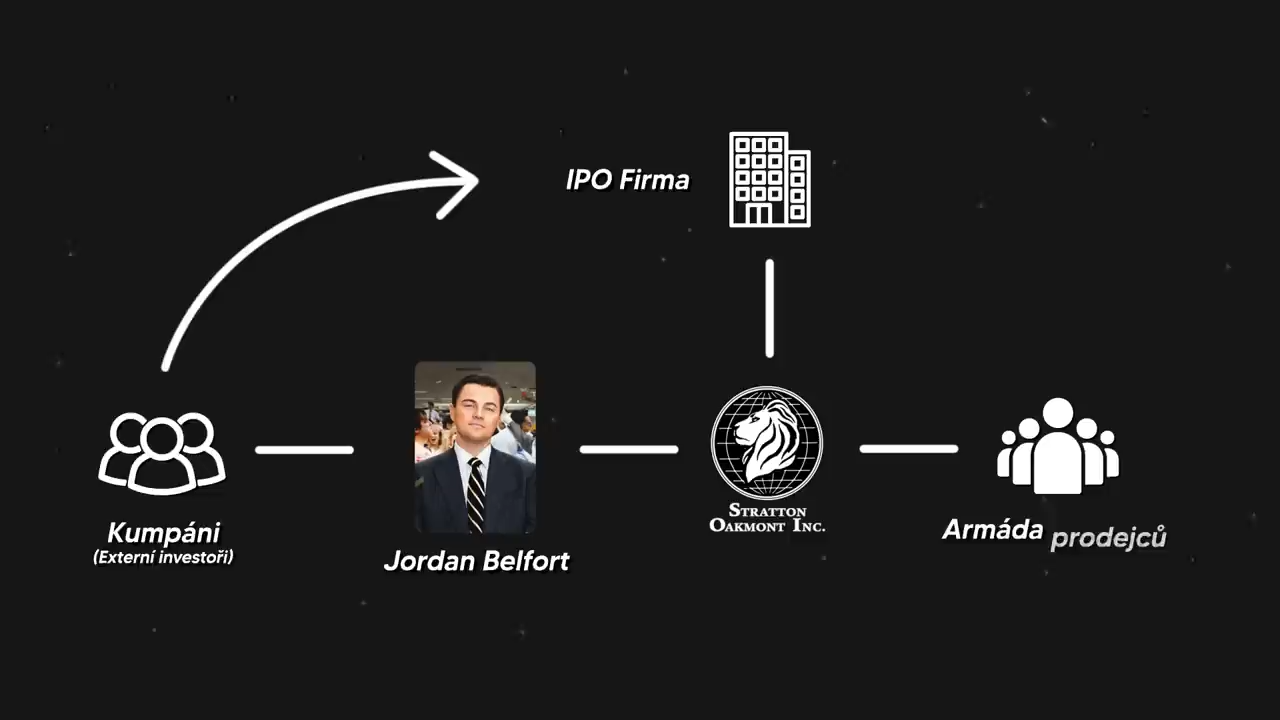 IPO Firma
Kumpáni
(Externí investoři)
Jordan Belfort
STRATTON
OAKMONT INC.
Armáda prodejců